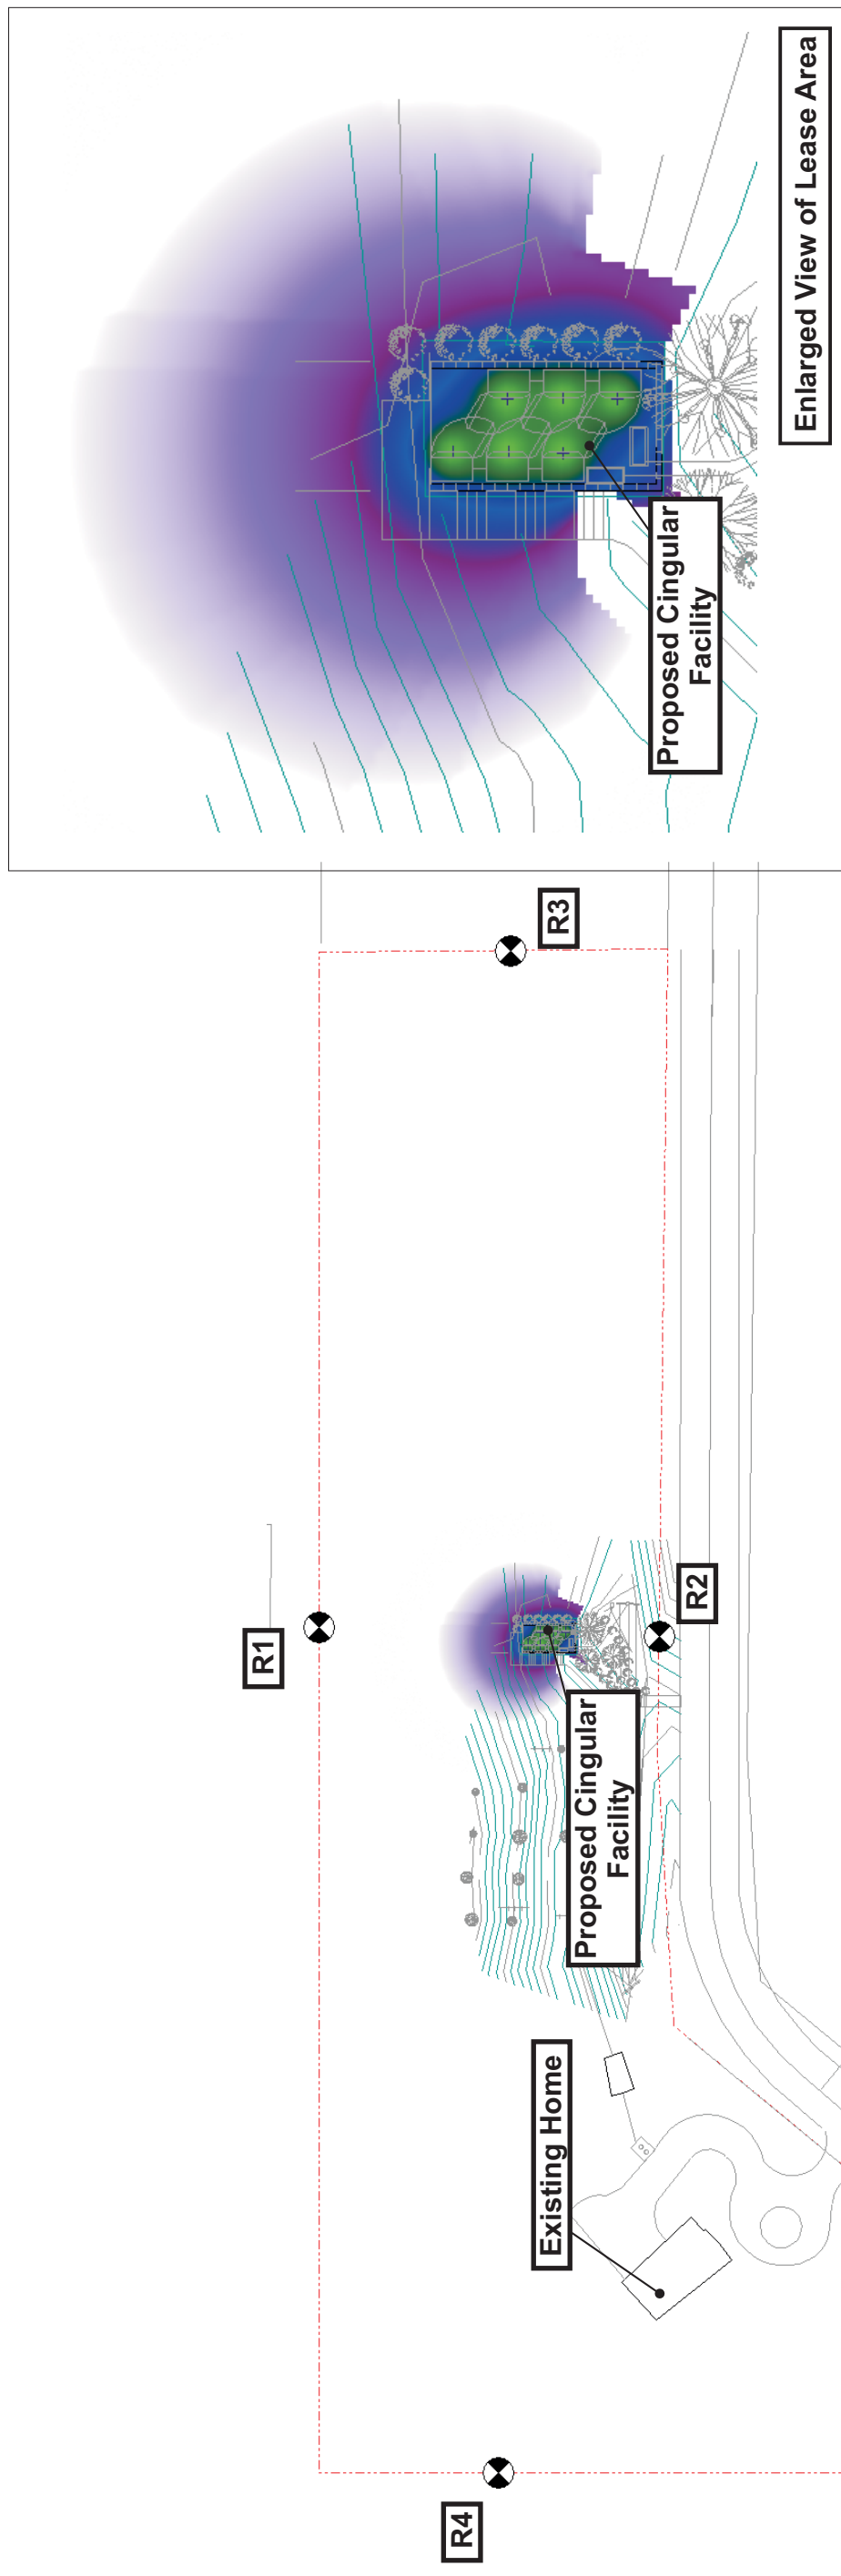 Enlarged View of Lease Area
Proposed Cingular
Facility
R3
R1
R2
Proposed Cingular
Facility
Existing Home
R4